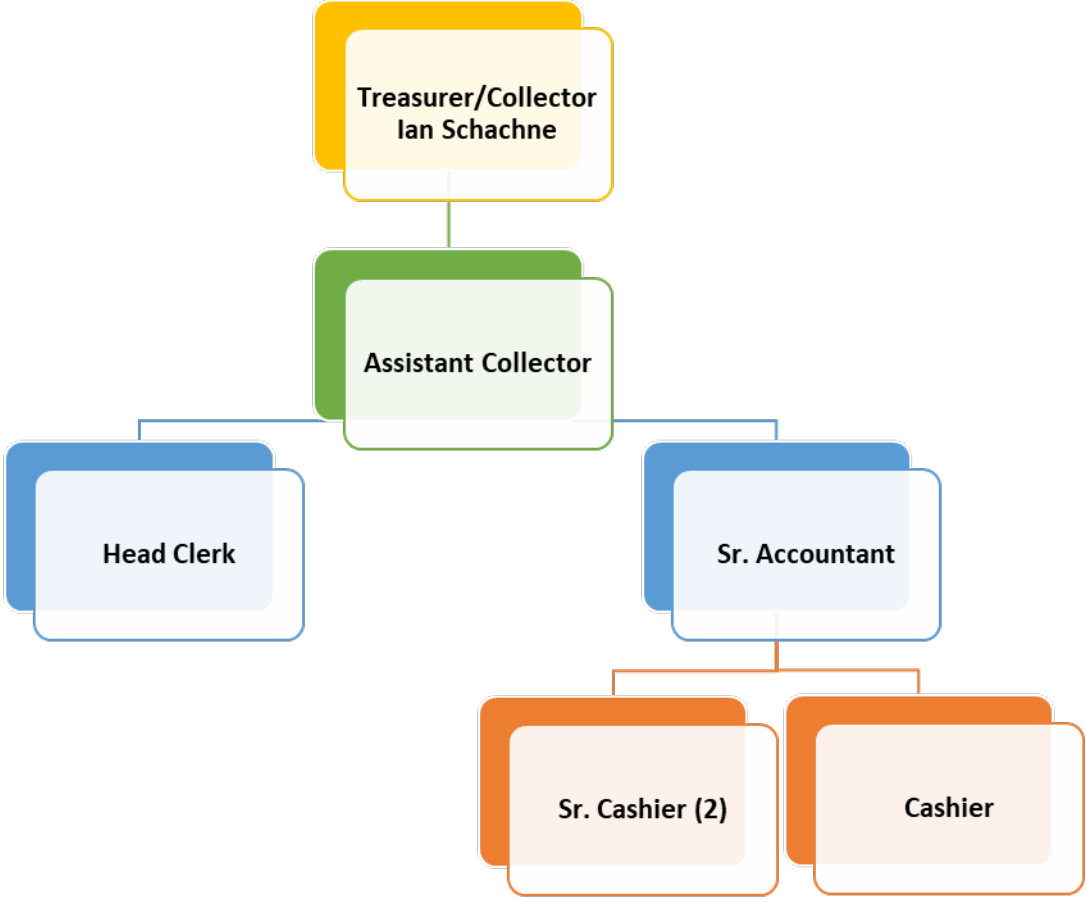 Treasurer/Collector
Ian Schachne
Assistant Collector
Head Clerk
Sr. Accountant
Sr. Cashier (2)
Cashier